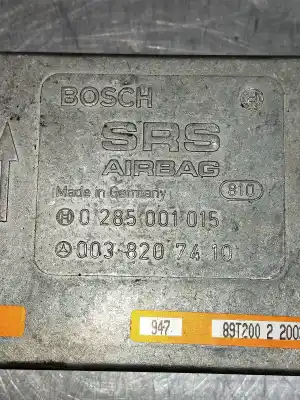 BOSCH
SRS
AIRBAG
Made in Germany 810
0 285 001 015
003 820 74 10
947 89T200 2 200